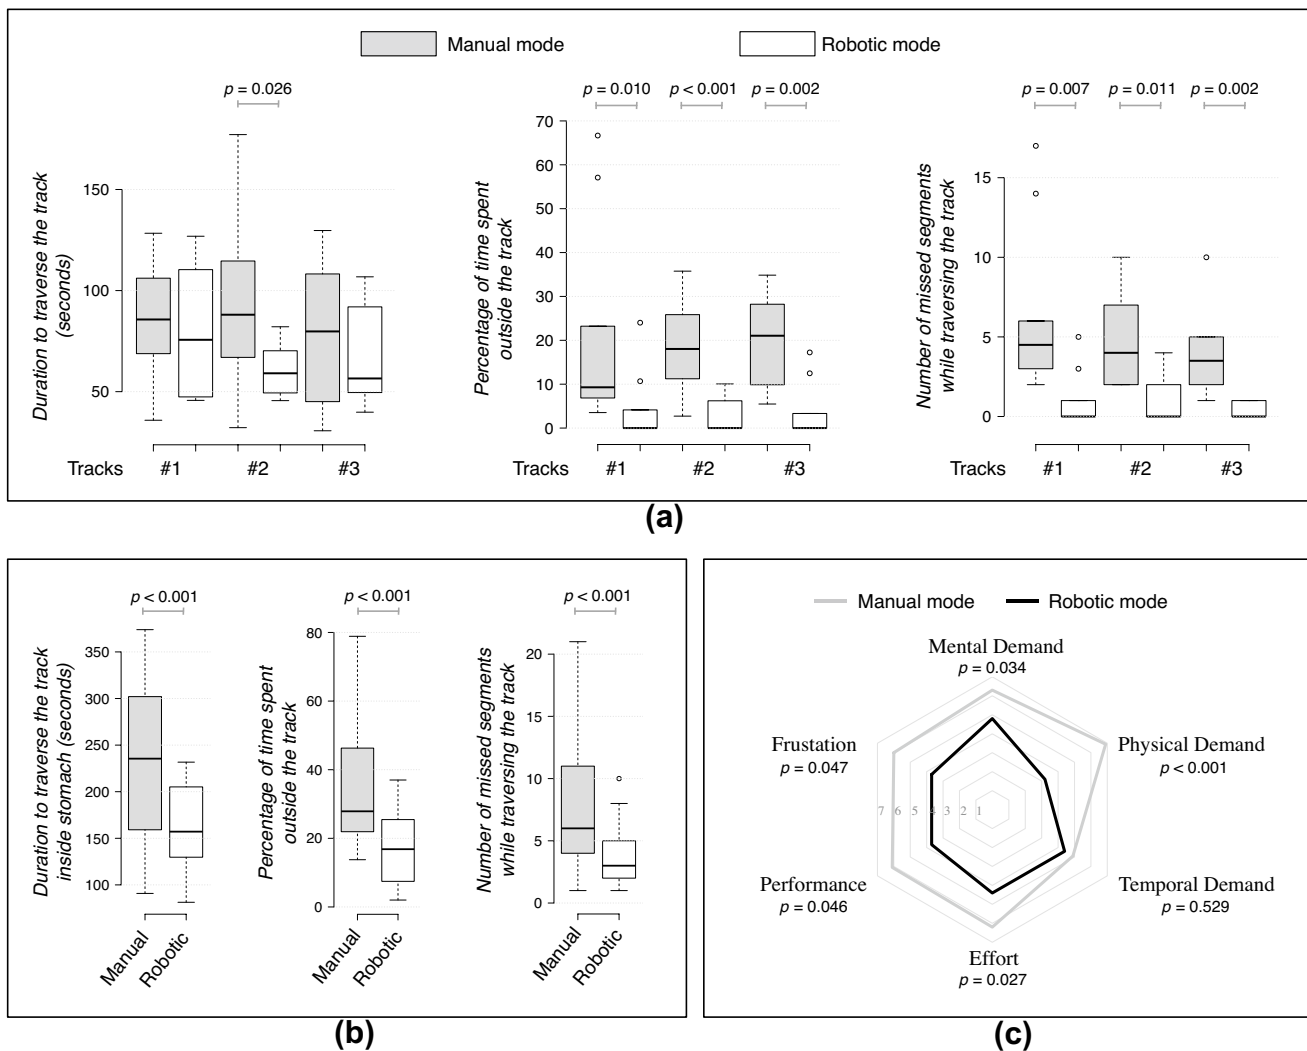 Manual mode
Robotic mode
p = 0.026
Duration to traverse the track
(seconds)
150
100
50
Tracks #1 #2 #3
p = 0.010 p < 0.001 p = 0.002
Percentage of time spent
outside the track
70
60
50
40
30
20
10
0
Tracks #1 #2 #3
p = 0.007 p = 0.011 p = 0.002
Number of missed segments
while traversing the track
15
10
5
0
Tracks #1 #2 #3
(a)
p < 0.001
Duration to traverse the track
inside stomach (seconds)
350
300
250
200
150
100
Manual
Robotic
p < 0.001
Percentage of time spent
outside the track
80
60
40
20
0
Manual
Robotic
p < 0.001
Number of missed segments
while traversing the track
20
15
10
5
0
Manual
Robotic
(b)
Manual mode
Robotic mode
Mental Demand
p = 0.034
Frustation
p = 0.047
Physical Demand
p < 0.001
7 6 5 4 3 2 1
Performance
p = 0.046
Temporal Demand
p = 0.529
Effort
p = 0.027
(c)